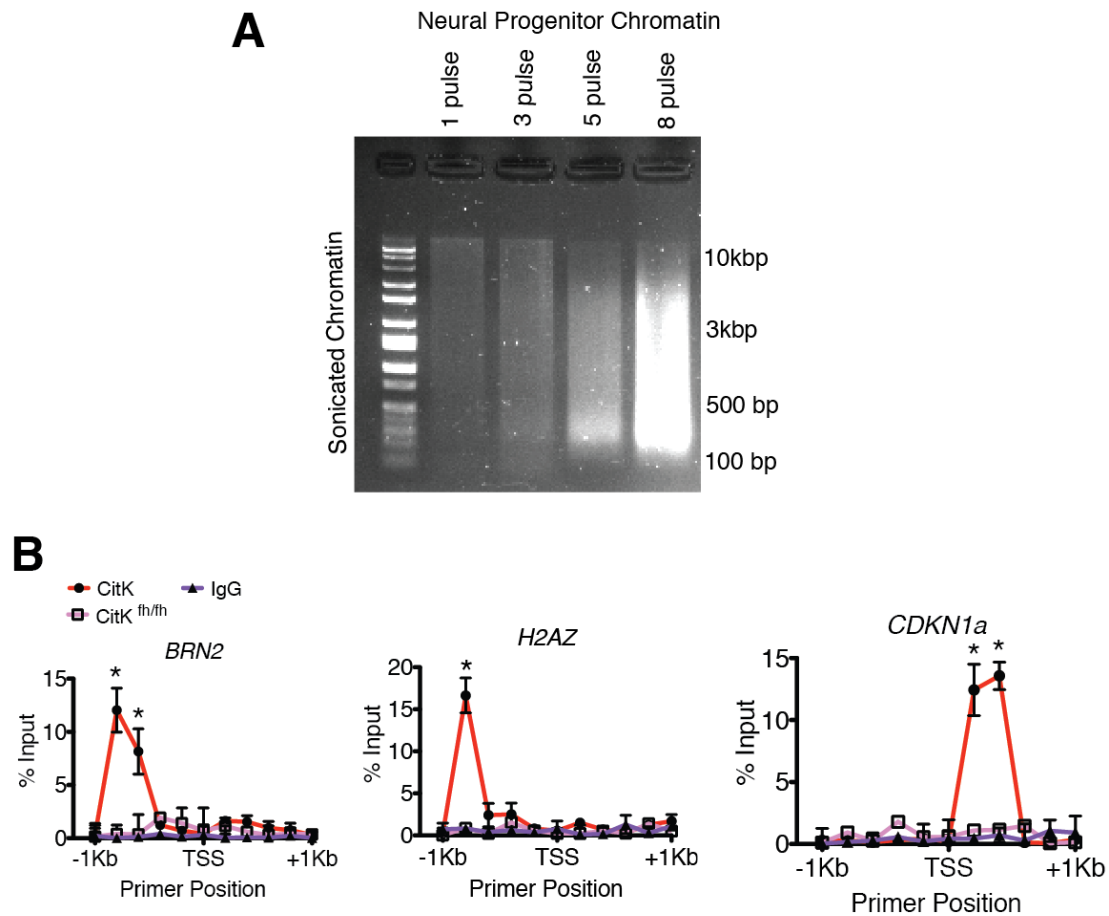 A
Neural Progenitor Chromatin
1 pulse
3 pulse
5 pulse
8 pulse
Sonicated Chromatin
10kbp
3kbp
500 bp
100 bp
B
CitK
IgG
CitK fh/fh
BRN2
* *
15
10
5
0
% Input
-1Kb TSS +1Kb
Primer Position
H2AZ
*
20
15
10
5
0
% Input
-1Kb TSS +1Kb
Primer Position
CDKN1a
* *
15
10
5
0
% Input
-1Kb TSS +1Kb
Primer Position